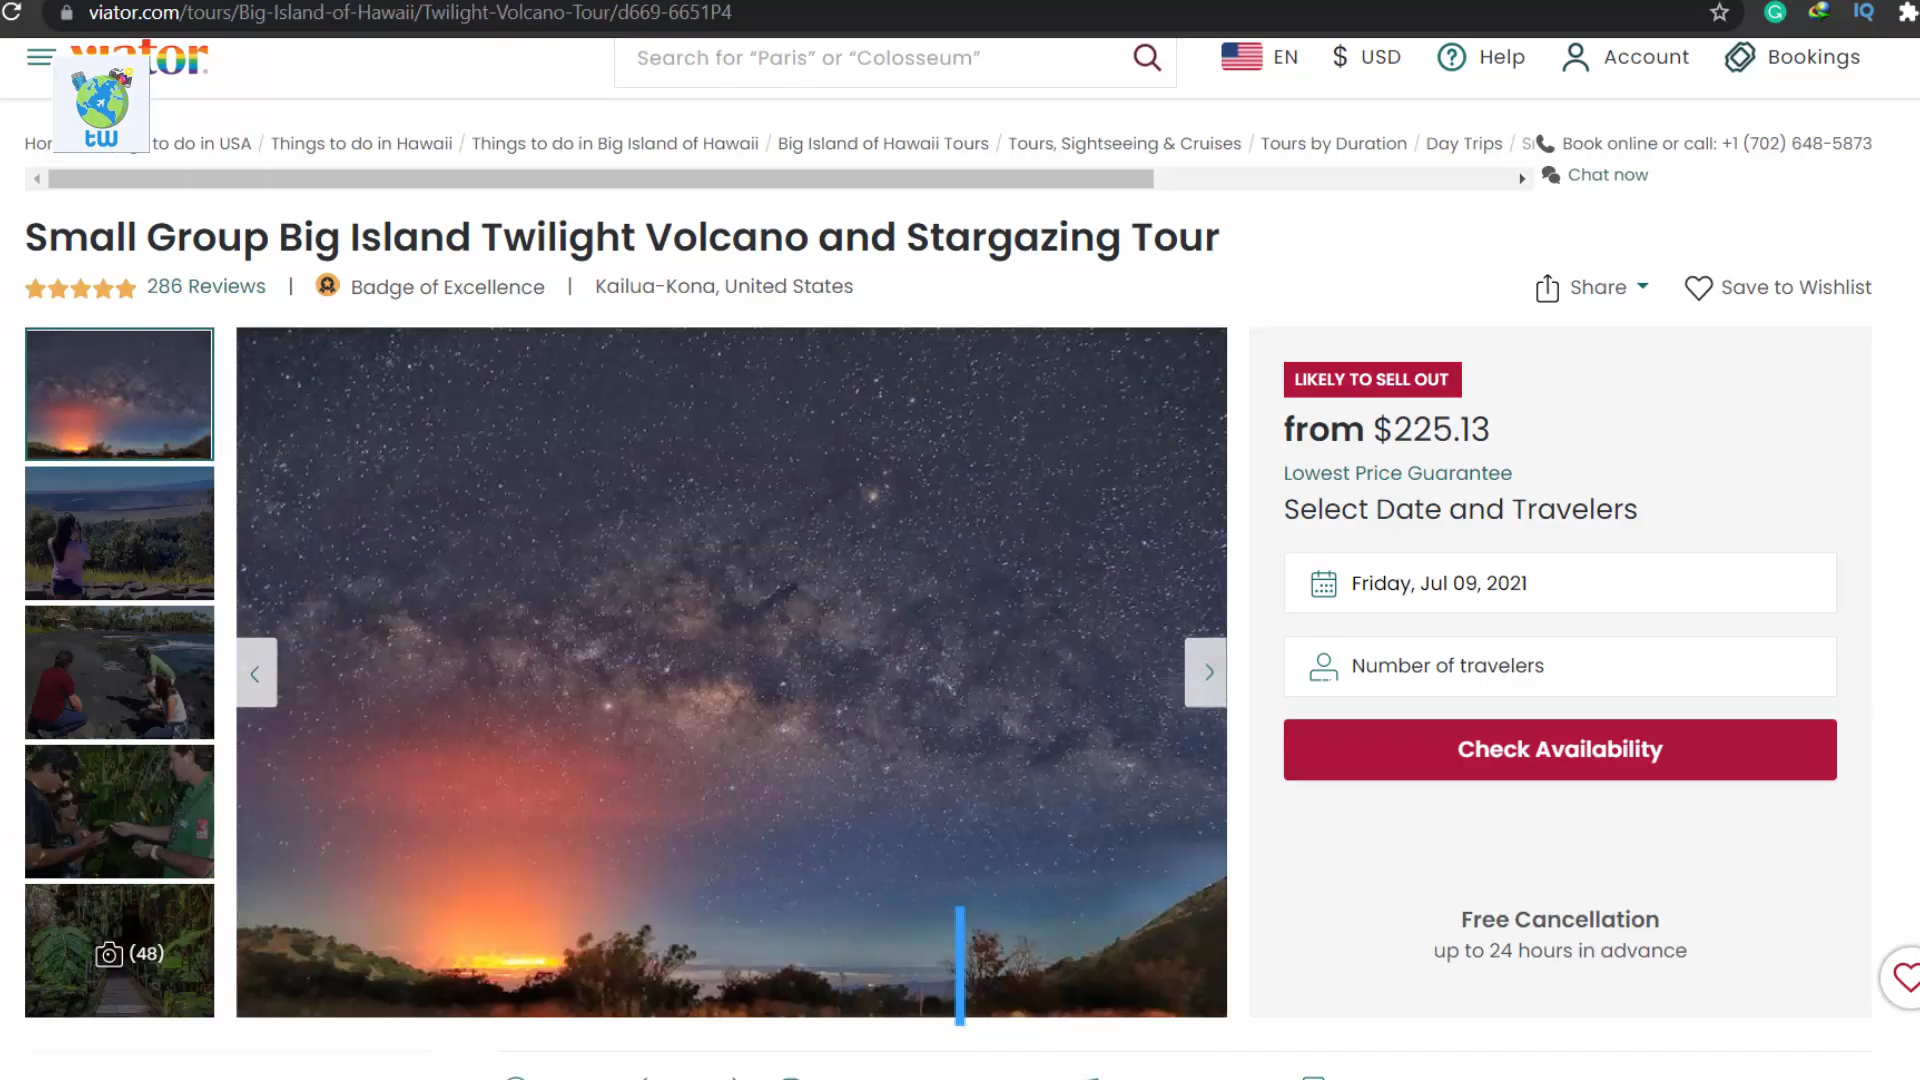 viator.com/tours/Big-Island-of-Hawaii/Twilight-Volcano-Tour/d669-6651P4
tw
Search for “Paris” or “Colosseum”
EN
$ USD
Help
Account
Bookings
to do in USA / Things to do in Hawaii / Things to do in Big Island of Hawaii / Big Island of Hawaii Tours / Tours, Sightseeing & Cruises / Tours by Duration / Day Trips /
Book online or call: +1 (702) 648-5873
Chat now
Small Group Big Island Twilight Volcano and Stargazing Tour
286 Reviews | Badge of Excellence | Kailua-Kona, United States
Share
Save to Wishlist
(48)
LIKELY TO SELL OUT
from $225.13
Lowest Price Guarantee
Select Date and Travelers
Friday, Jul 09, 2021
Number of travelers
Check Availability
Free Cancellation
up to 24 hours in advance